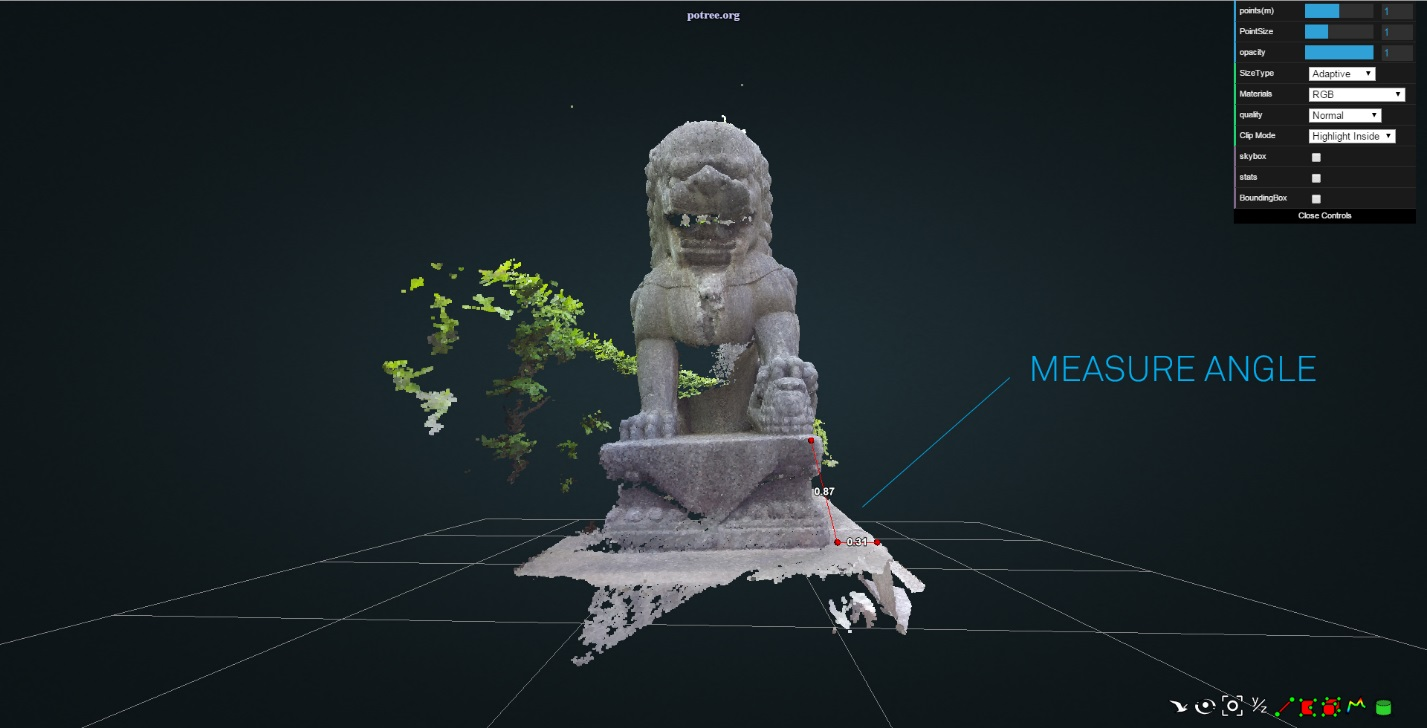 potree.org
points(m) 1
PointSize 1
opacity 1
SizeType Adaptive
Materials RGB
quality Normal
Clip Mode Highlight Inside
skybox
stats
BoundingBox
Close Controls
MEASURE ANGLE
0.87
0.31
Y/Z